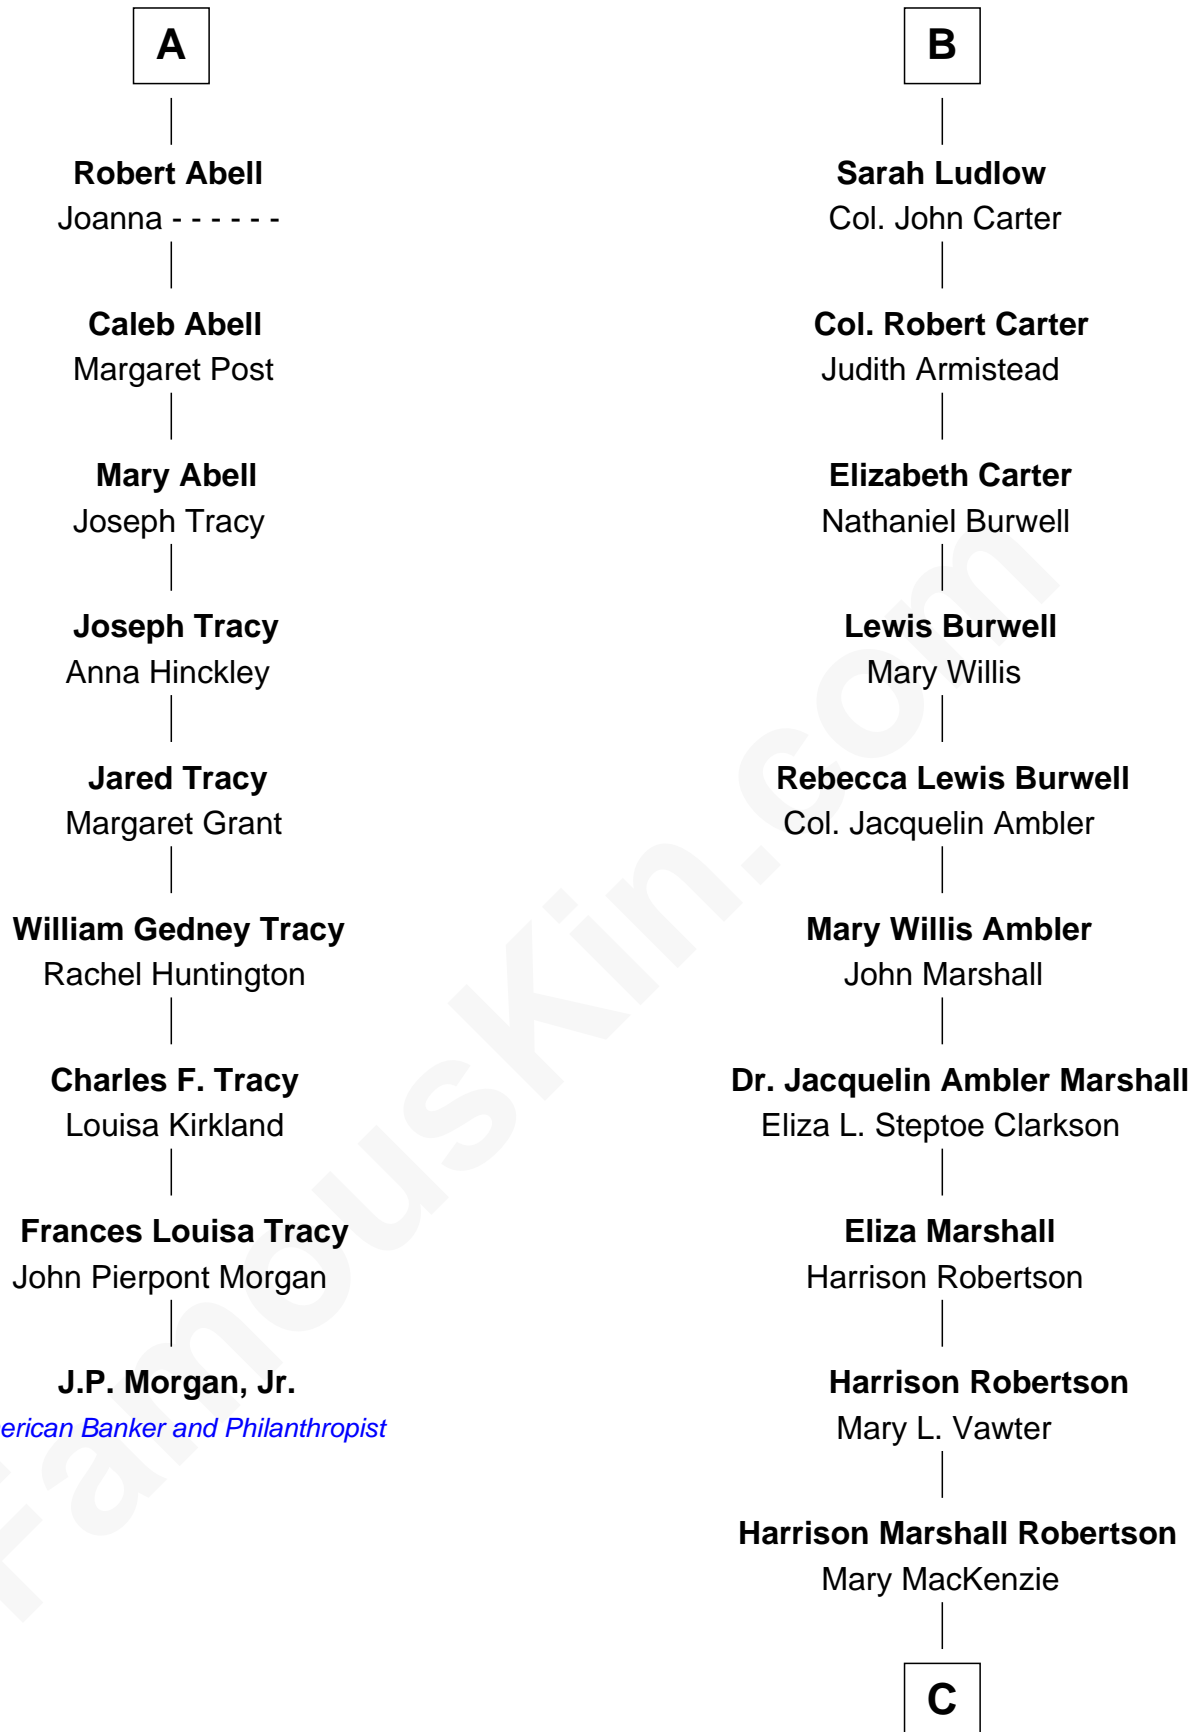 A
Robert Abell
Joanna - - - - - -
Caleb Abell
Margaret Post
Mary Abell
Joseph Tracy
Joseph Tracy
Anna Hinckley
Jared Tracy
Margaret Grant
William Gedney Tracy
Rachel Huntington
Charles F. Tracy
Louisa Kirkland
Frances Louisa Tracy
John Pierpont Morgan
J.P. Morgan, Jr.
erican Banker and Philanthropist
B
Sarah Ludlow
Col. John Carter
Col. Robert Carter
Judith Armistead
Elizabeth Carter
Nathaniel Burwell
Lewis Burwell
Mary Willis
Rebecca Lewis Burwell
Col. Jacquelin Ambler
Mary Willis Ambler
John Marshall
Dr. Jacquelin Ambler Marshall
Eliza L. Steptoe Clarkson
Eliza Marshall
Harrison Robertson
Harrison Robertson
Mary L. Vawter
Harrison Marshall Robertson
Mary MacKenzie
C
FamousKin.com